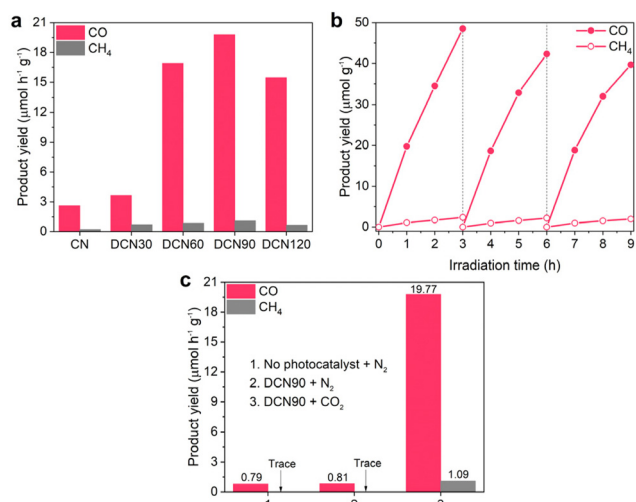 a
CO
CH4
Product yield (μmol h-1 g-1)
21
18
15
12
9
6
3
0
CN DCN30 DCN60 DCN90 DCN120
b
CO
CH4
Product yield (μmol g-1)
50
40
30
20
10
0
0 1 2 3 4 5 6 7 8 9
Irradiation time (h)
c
CO
CH4
Product yield (μmol h-1 g-1)
21
18
15
12
9
6
3
0
19.77
1. No photocatalyst + N2
2. DCN90 + N2
3. DCN90 + CO2
Trace Trace
0.79 0.81 1.09